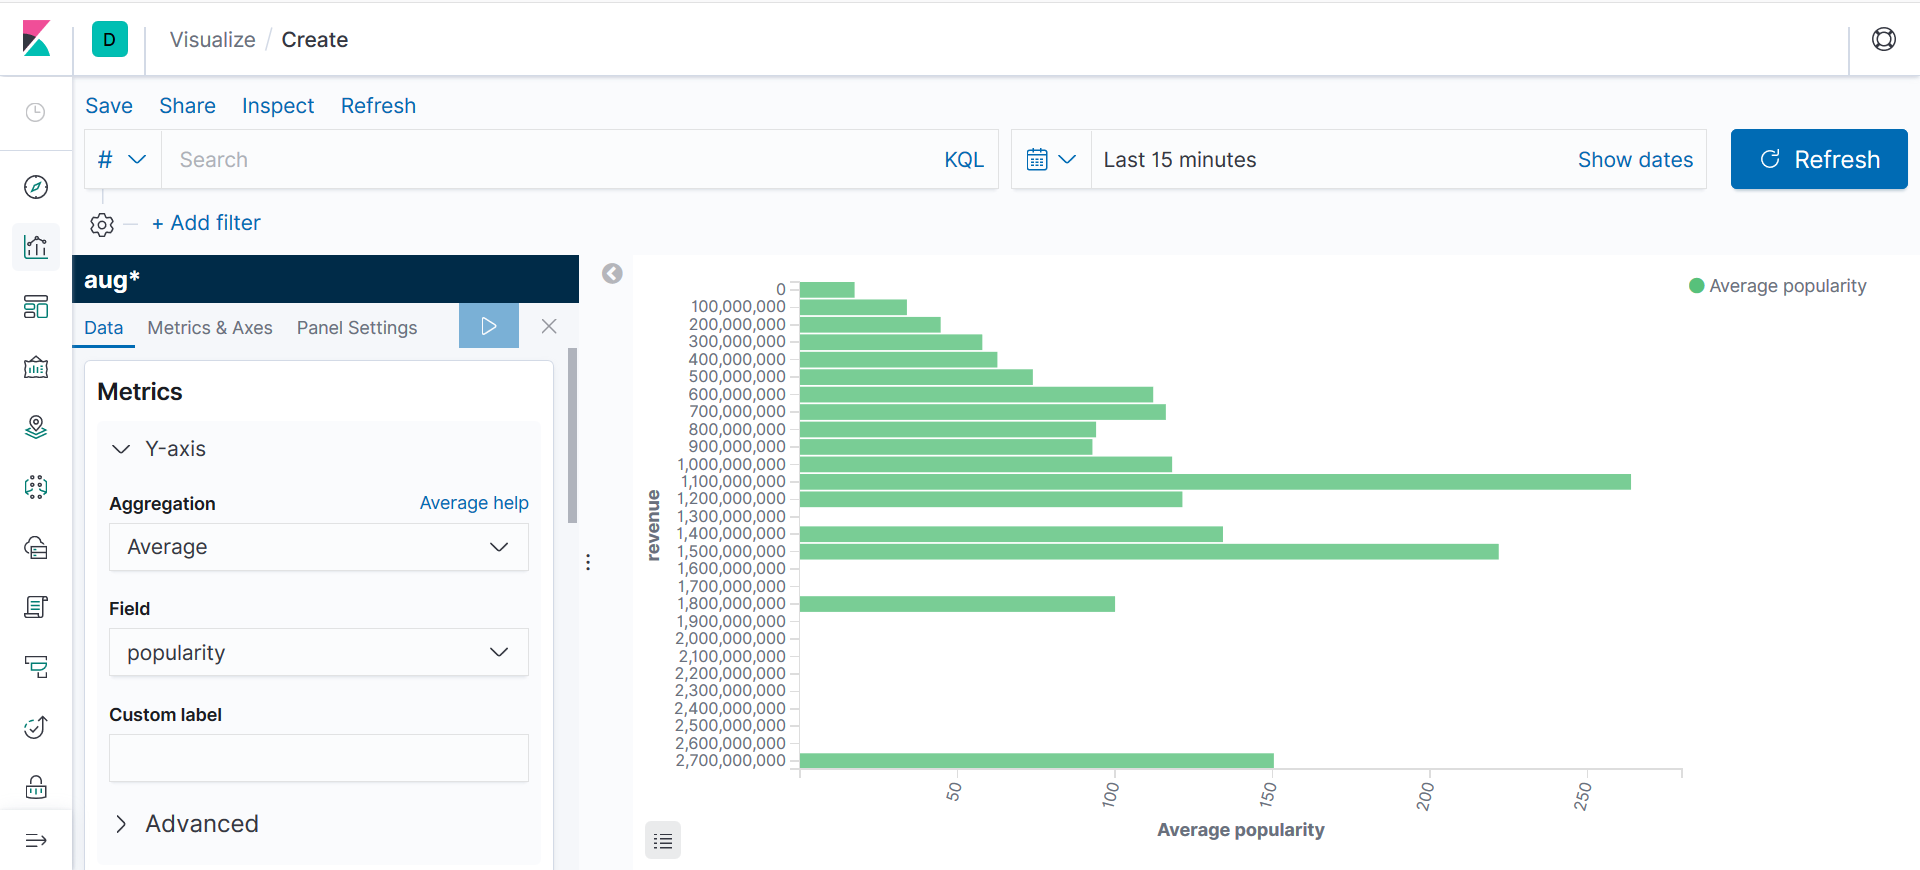 D Visualize / Create
Save Share Inspect Refresh
# Search KQL Last 15 minutes Show dates Refresh
+ Add filter
aug*
Data Metrics & Axes Panel Settings
Metrics
Y-axis
Aggregation Average help
Average
Field
popularity
Custom label
Advanced
revenue
0
100,000,000
200,000,000
300,000,000
400,000,000
500,000,000
600,000,000
700,000,000
800,000,000
900,000,000
1,000,000,000
1,100,000,000
1,200,000,000
1,300,000,000
1,400,000,000
1,500,000,000
1,600,000,000
1,700,000,000
1,800,000,000
1,900,000,000
2,000,000,000
2,100,000,000
2,200,000,000
2,300,000,000
2,400,000,000
2,500,000,000
2,600,000,000
2,700,000,000
50 100 150 200 250
Average popularity
Average popularity